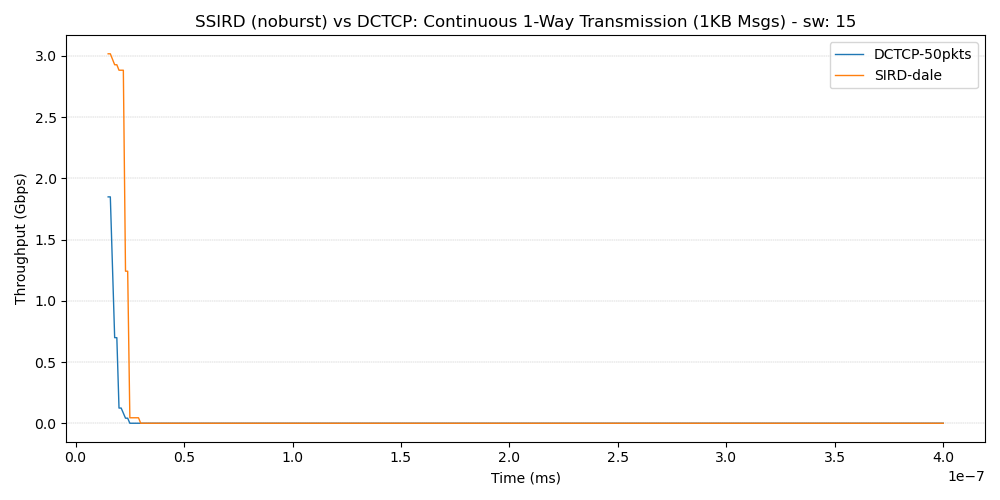 SSIRD (noburst) vs DCTCP: Continuous 1-Way Transmission (1KB Msgs) - sw: 15
DCTCP-50pkts
SIRD-dale
Throughput (Gbps)
3.0
2.5
2.0
1.5
1.0
0.5
0.0
0.0 0.5 1.0 1.5 2.0 2.5 3.0 3.5 4.0
1e−7
Time (ms)